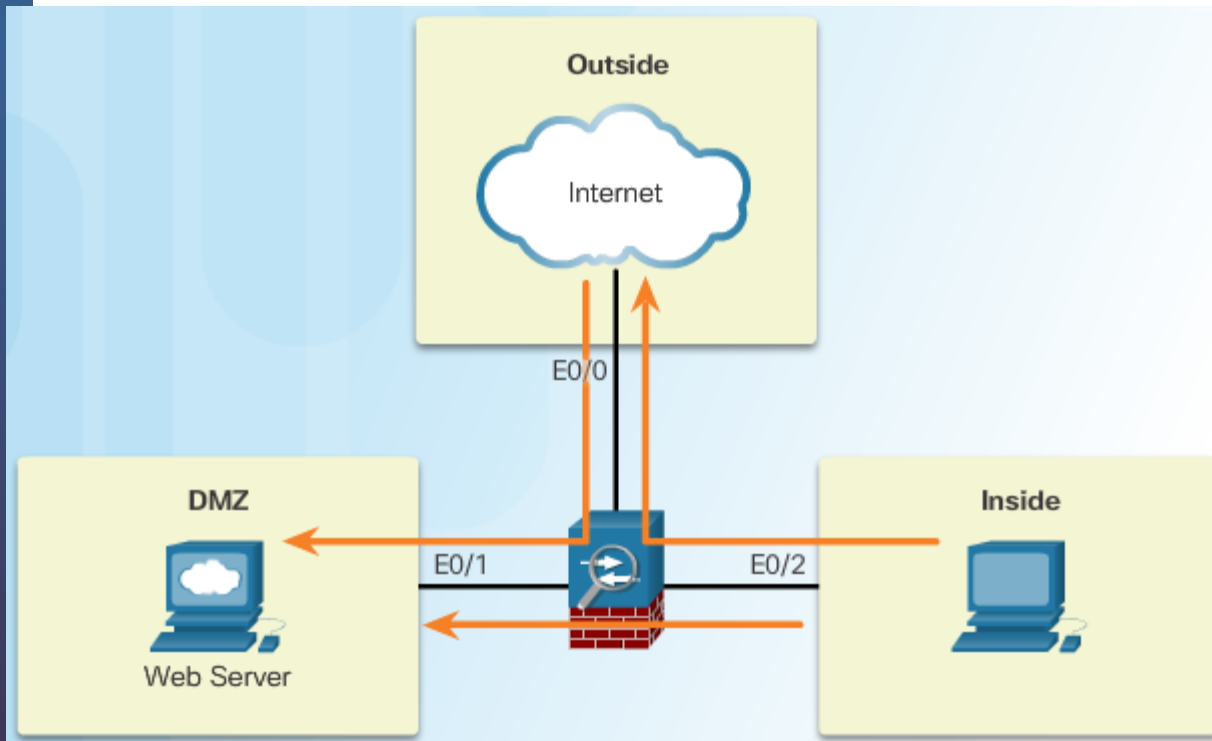 Outside
Internet
E0/0
DMZ
Inside
E0/1
E0/2
Web Server